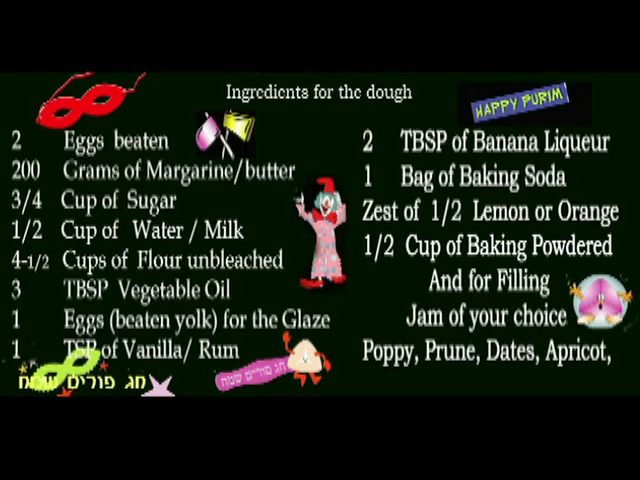 Ingredients for the dough
HAPPY PURIM
2 Eggs beaten
200 Grams of Margarine/butter
3/4 Cup of Sugar
1/2 Cup of Water / Milk
4-1/2 Cups of Flour unbleached
3 TBSP Vegetable Oil
1 Eggs (beaten yolk) for the Glaze
1 TSP of Vanilla/ Rum
חג פורים שמח
חג פורים שמח
2 TBSP of Banana Liqueur
1 Bag of Baking Soda
Zest of 1/2 Lemon or Orange
1/2 Cup of Baking Powdered
And for Filling
Jam of your choice
Poppy, Prune, Dates, Apricot,